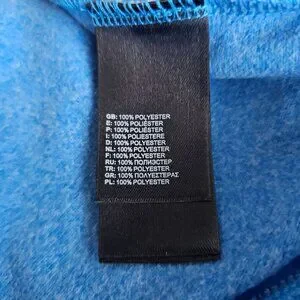 GB: 100% POLYESTER
E: 100% POLIÉSTER
P: 100% POLIÉSTER
I: 100% POLIESTERE
D: 100% POLYESTER
NL: 100% POLYESTER
F: 100% POLYESTER
RU: 100% ПОЛИЭСТЕР
TR: 100% POLYESTER
GR: 100% ΠΟΛΥΕΣΤΕΡΑΣ
PL: 100% POLYESTER